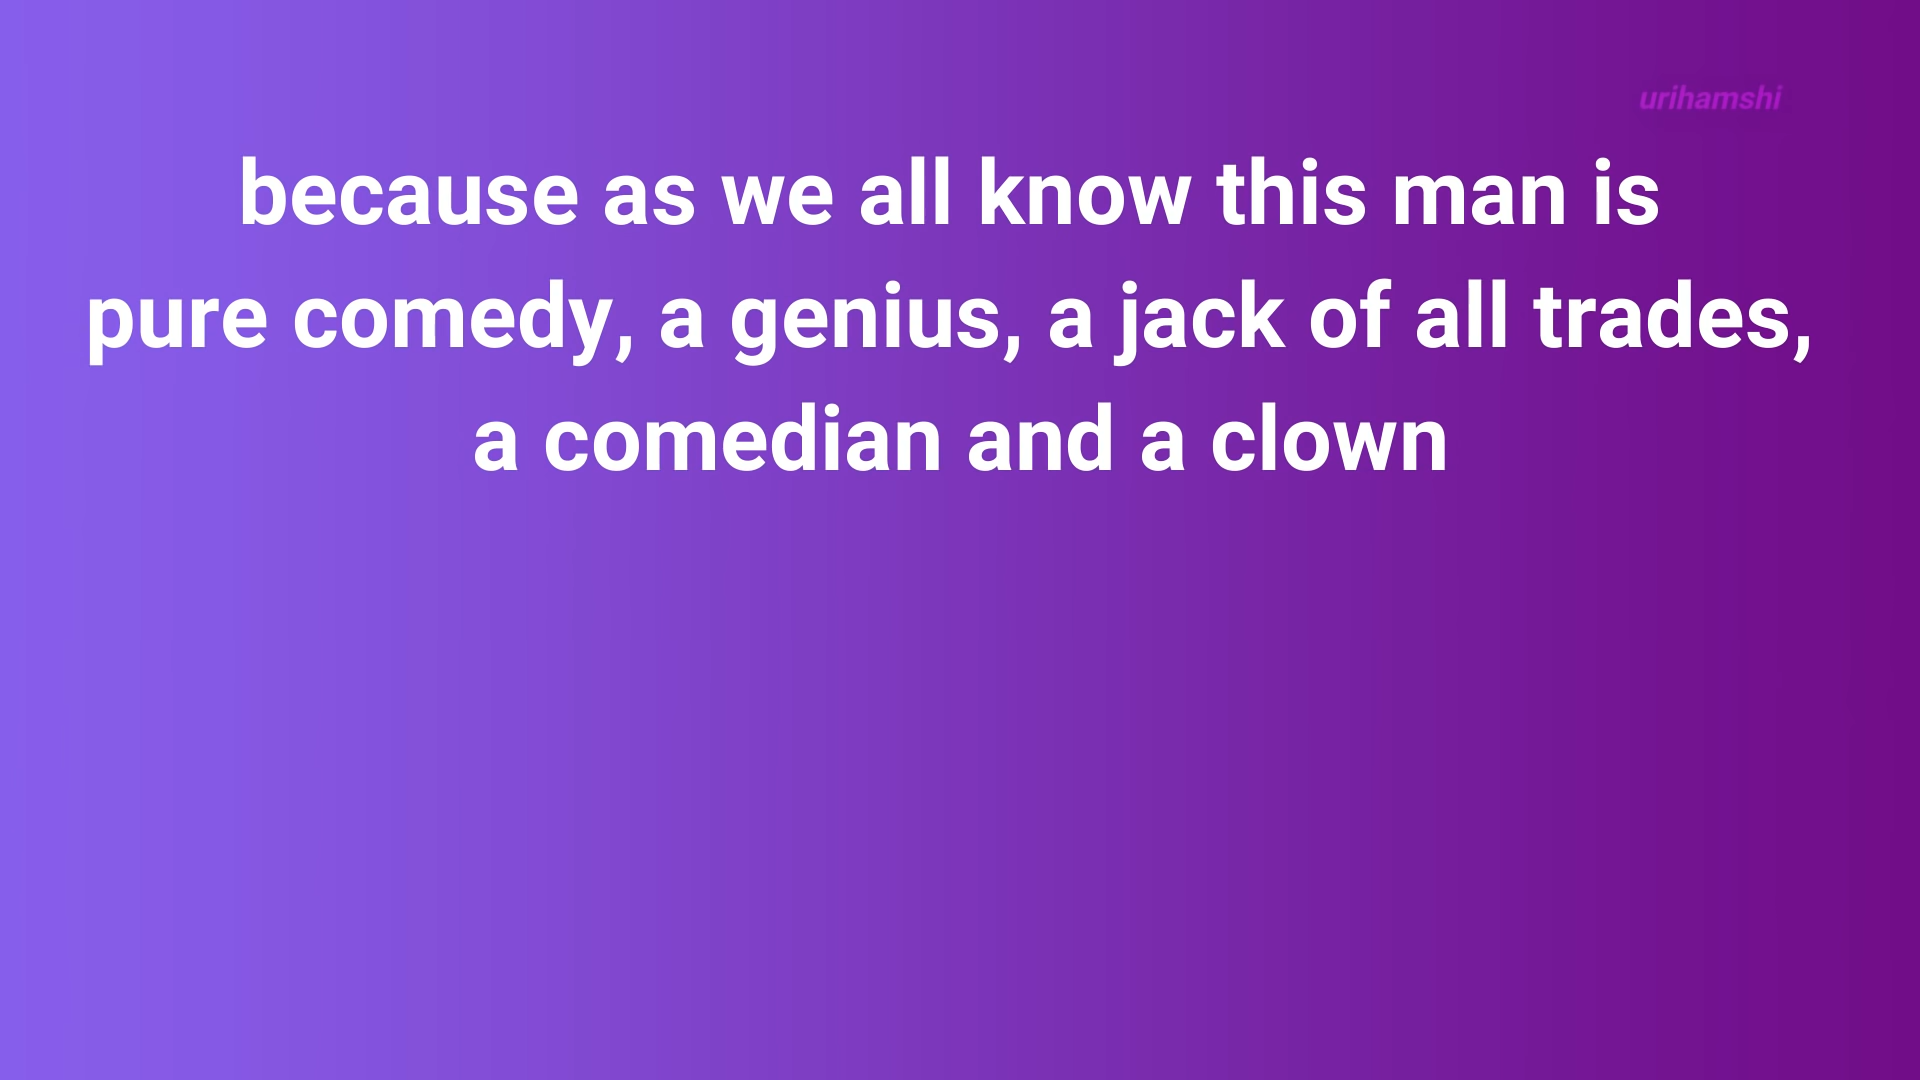 urihamshi
because as we all know this man is
pure comedy, a genius, a jack of all trades,
a comedian and a clown